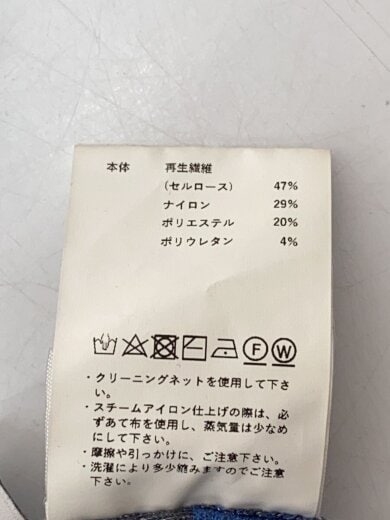 本体 再生繊維
(セルロース) 47%
ナイロン 29%
ポリエステル 20%
ポリウレタン 4%
F W
・クリーニングネットを使用して下さ
い。
・スチームアイロン仕上げの際は、必
ずあて布を使用し、蒸気量は少なめ
にして下さい。
・摩擦や引っかけに、ご注意下さい。
・洗濯により多少縮みますのでご注意
下さい。